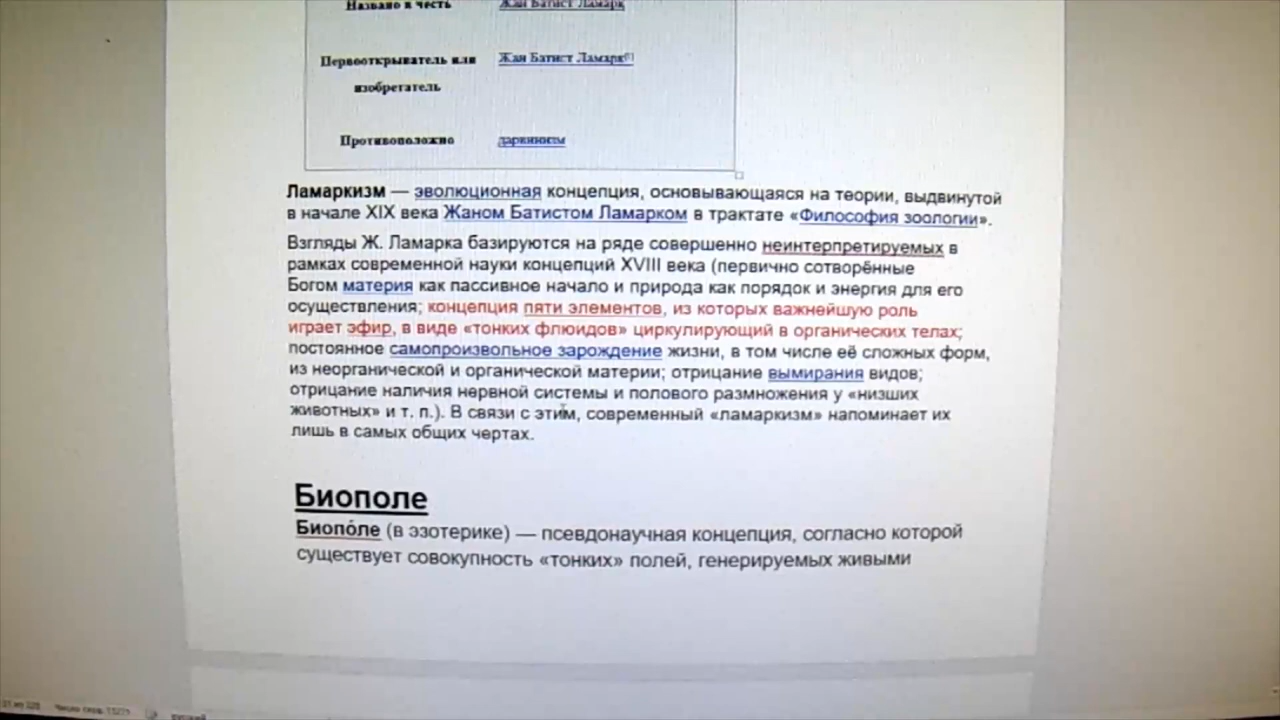 Названо в честь Жан Батист Ламарк
Первооткрыватель или Жан Батист Ламарк[1]
изобретатель
Противоположно дарвинизм
Ламаркизм — эволюционная концепция, основывающаяся на теории, выдвинутой
в начале XIX века Жаном Батистом Ламарком в трактате «Философия зоологии».
Взгляды Ж. Ламарка базируются на ряде совершенно неинтерпретируемых в
рамках современной науки концепций XVIII века (первично сотворённые
Богом материя как пассивное начало и природа как порядок и энергия для его
осуществления; концепция пяти элементов, из которых важнейшую роль
играет эфир, в виде «тонких флюидов» циркулирующий в органических телах;
постоянное самопроизвольное зарождение жизни, в том числе её сложных форм,
из неорганической и органической материи; отрицание вымирания видов;
отрицание наличия нервной системы и полового размножения у «низших
животных» и т. п.). В связи с этим, современный «ламаркизм» напоминает их
лишь в самых общих чертах.
Биополе
Биопо́ле (в эзотерике) — псевдонаучная концепция, согласно которой
существует совокупность «тонких» полей, генерируемых живыми
Число слов:
русский